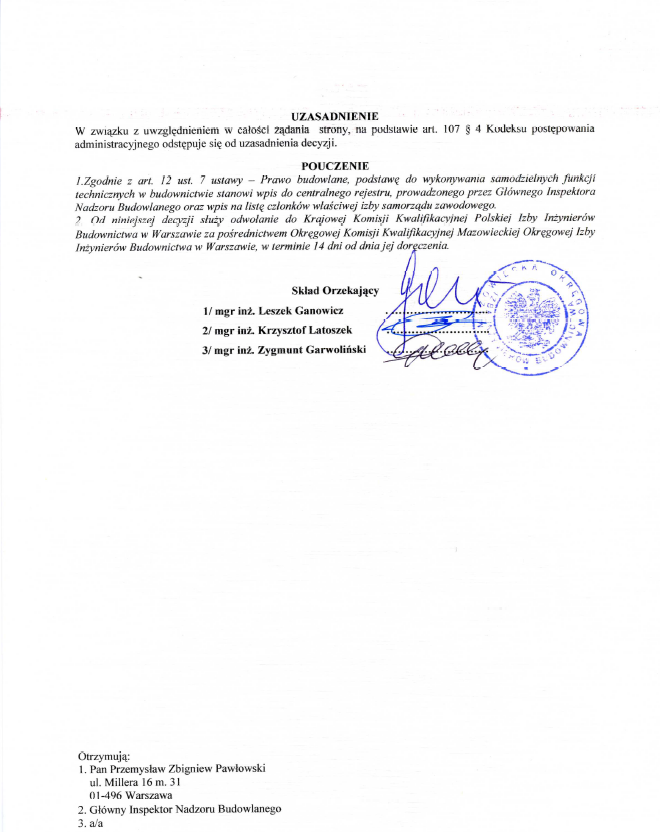 UZASADNIENIE
W związku z uwzględnieniem w całości żądania strony, na podstawie art. 107 § 4 Kodeksu postępowania
administracyjnego odstępuje się od uzasadnienia decyzji.
POUCZENIE
1.Zgodnie z art. 12 ust. 7 ustawy – Prawo budowlane, podstawę do wykonywania samodzielnych funkcji
technicznych w budownictwie stanowi wpis do centralnego rejestru, prowadzonego przez Głównego Inspektora
Nadzoru Budowlanego oraz wpis na listę członków właściwej izby samorządu zawodowego.
2. Od niniejszej decyzji służy odwołanie do Krajowej Komisji Kwalifikacyjnej Polskiej Izby Inżynierów
Budownictwa w Warszawie za pośrednictwem Okręgowej Komisji Kwalifikacyjnej Mazowieckiej Okręgowej Izby
Inżynierów Budownictwa w Warszawie, w terminie 14 dni od dnia jej doręczenia.
Skład Orzekający
1/ mgr inż. Leszek Ganowicz
2/ mgr inż. Krzysztof Latoszek
3/ mgr inż. Zygmunt Garwoliński
OKRĘGOWA
Otrzymują:
1. Pan Przemysław Zbigniew Pawłowski
ul. Millera 16 m. 31
01-496 Warszawa
2. Główny Inspektor Nadzoru Budowlanego
3. a/a